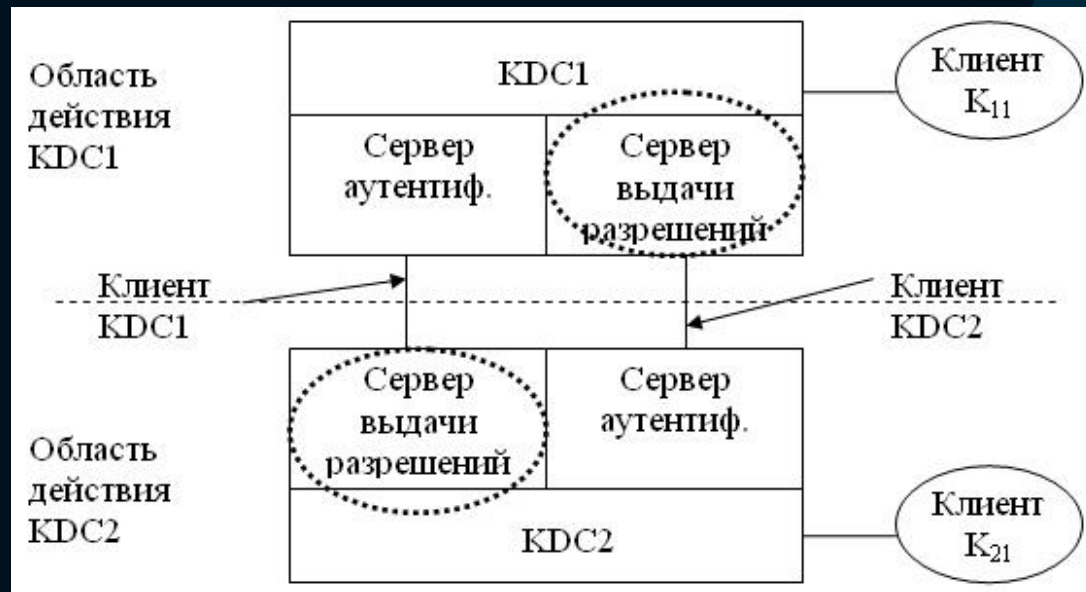 Область
действия
KDC1
KDC1
Клиент
K₁₁
Сервер
аутентиф.
Сервер
выдачи
разрешений
Клиент
KDC1
Клиент
KDC2
Сервер
выдачи
разрешений
Сервер
аутентиф.
Область
действия
KDC2
KDC2
Клиент
K₂₁